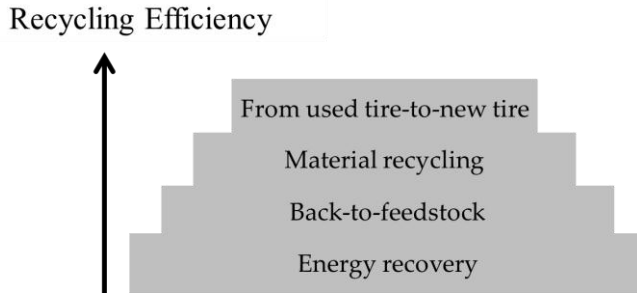 Recycling Efficiency
From used tire-to-new tire
Material recycling
Back-to-feedstock
Energy recovery